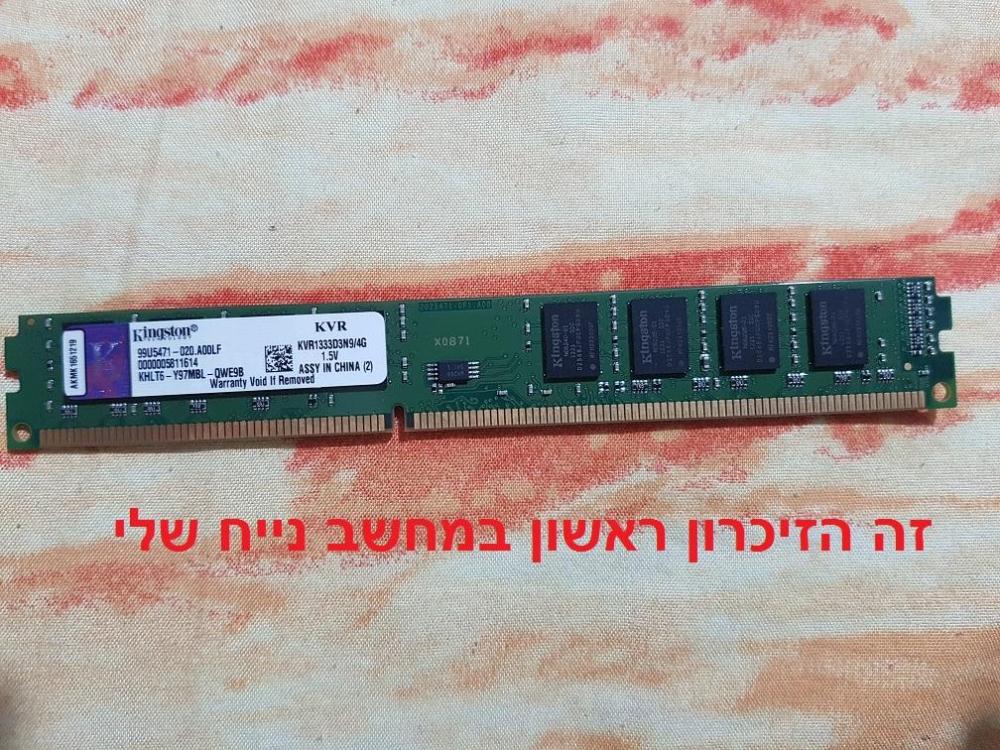 Kingston®
KVR
99U5471-020.A00LF
KVR1333D3N9/4G
0000005811614
1.5V
KHLT6-Y97MBL-QWE9B
ASSY IN CHINA (2)
Warranty Void If Removed
AKMK1651219
X0871
Kingston
Kingston
Kingston
Kingston
זה הזיכרון ראשון במחשב נייח שלי